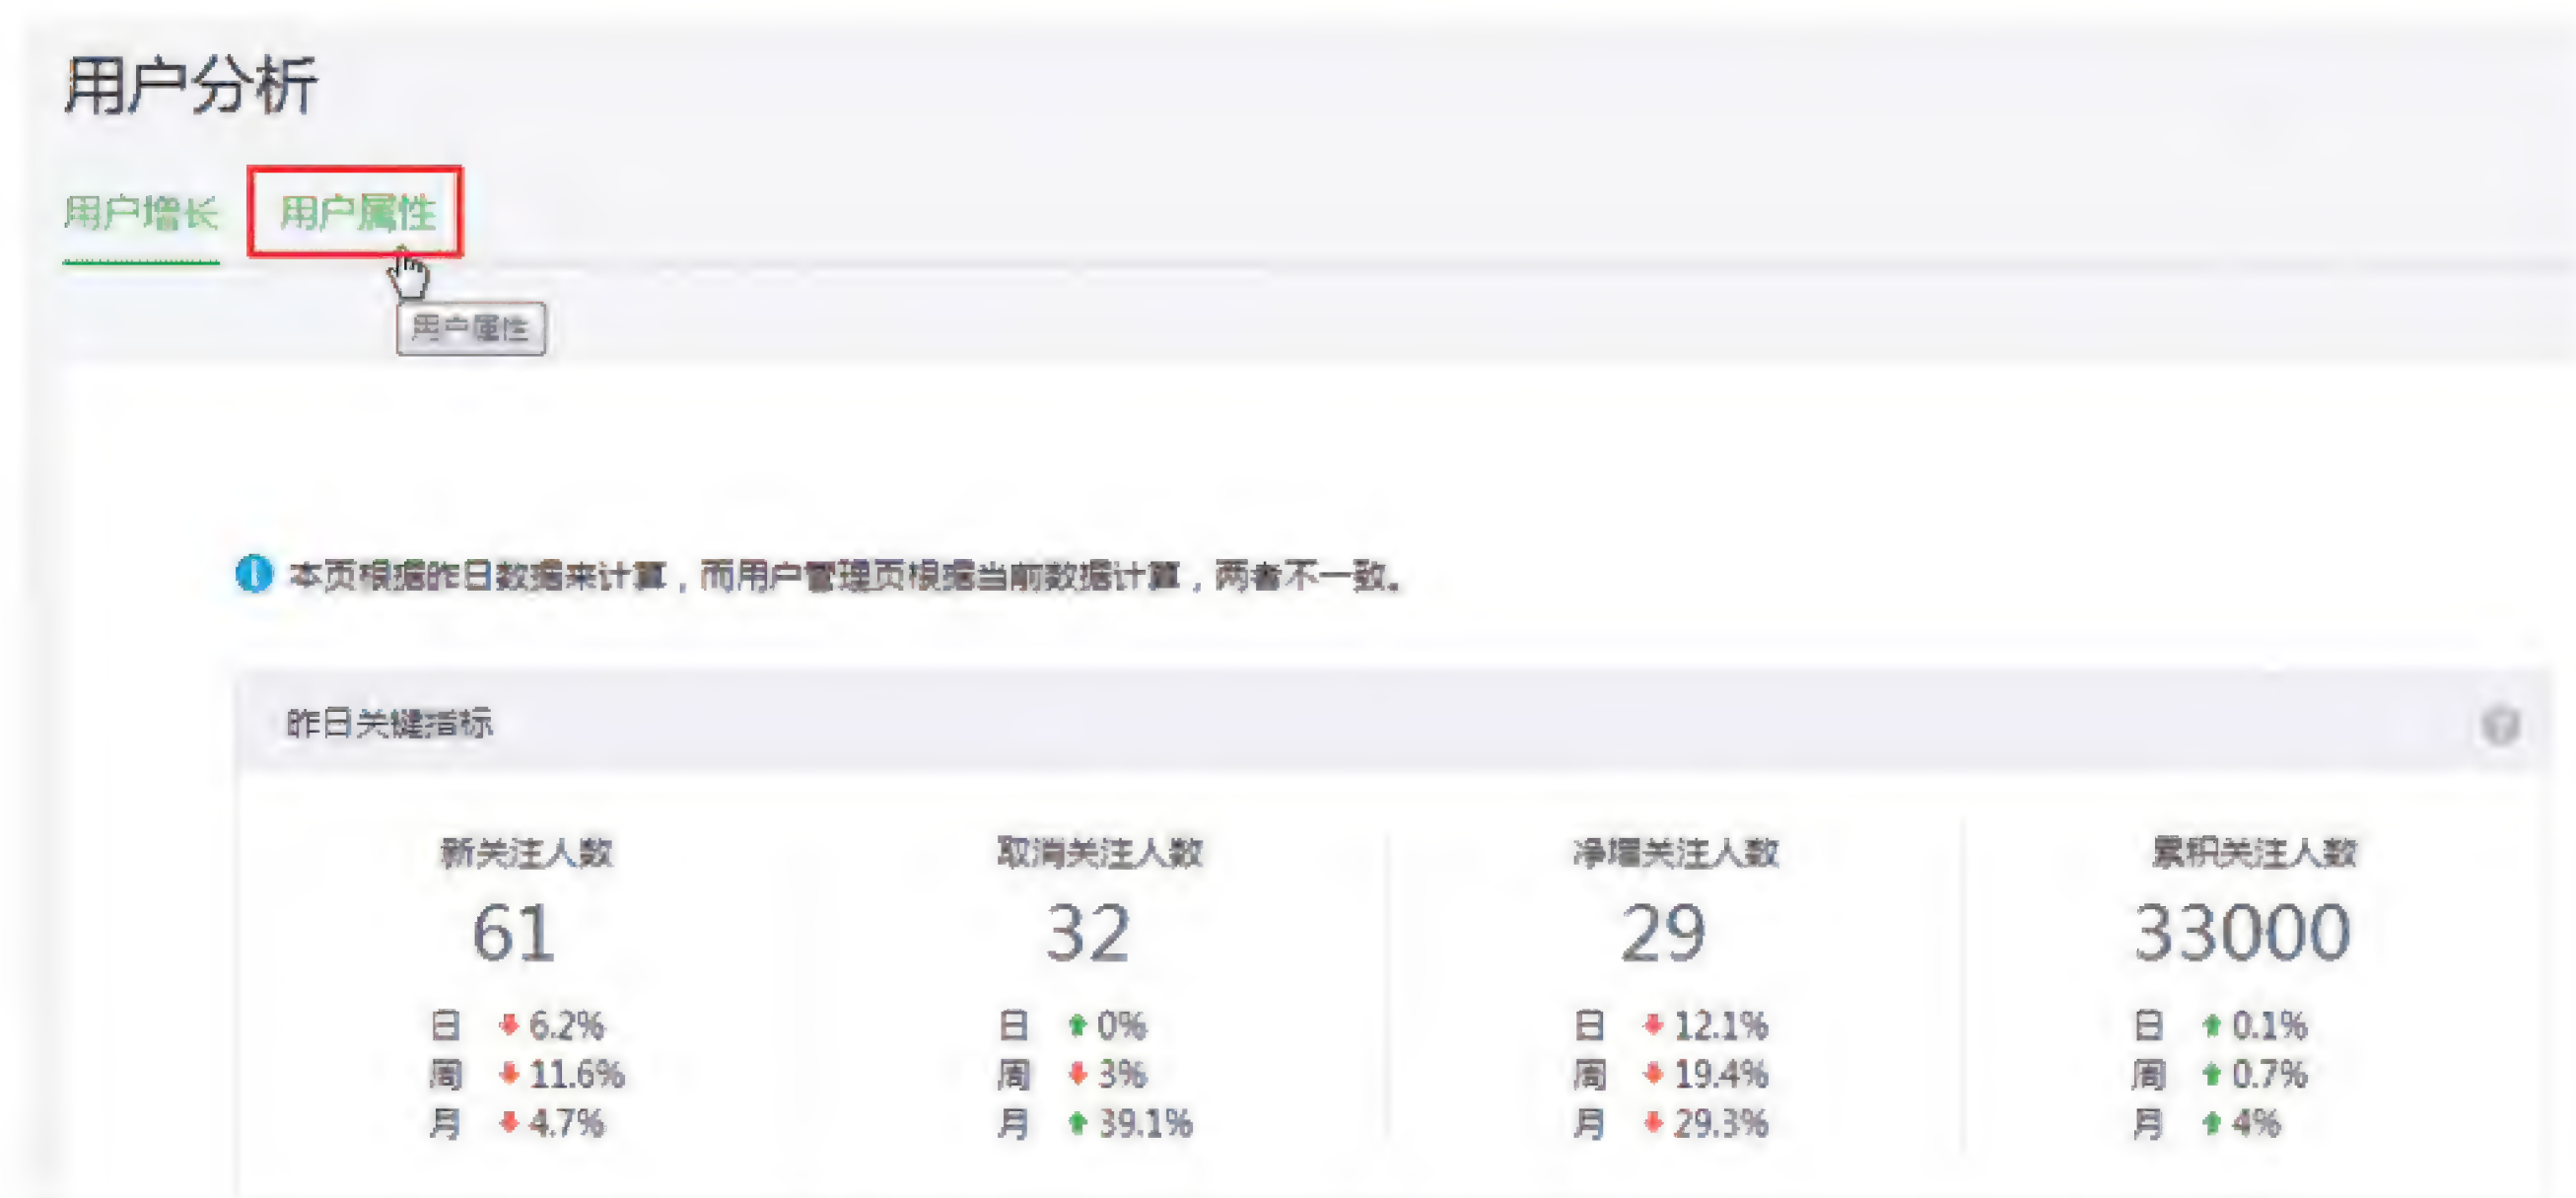 用户分析
用户增长 用户属性
用户属性
本页根据昨日数据来计算，而用户管理页根据当前数据计算，两者不一致。
昨日关键指标
新关注人数 取消关注人数 净增关注人数 累积关注人数
61 32 29 33000
日 6.2% 日 0% 日 12.1% 日 0.1%
周 11.6% 周 3% 周 19.4% 周 0.7%
月 4.7% 月 39.1% 月 29.3% 月 4%